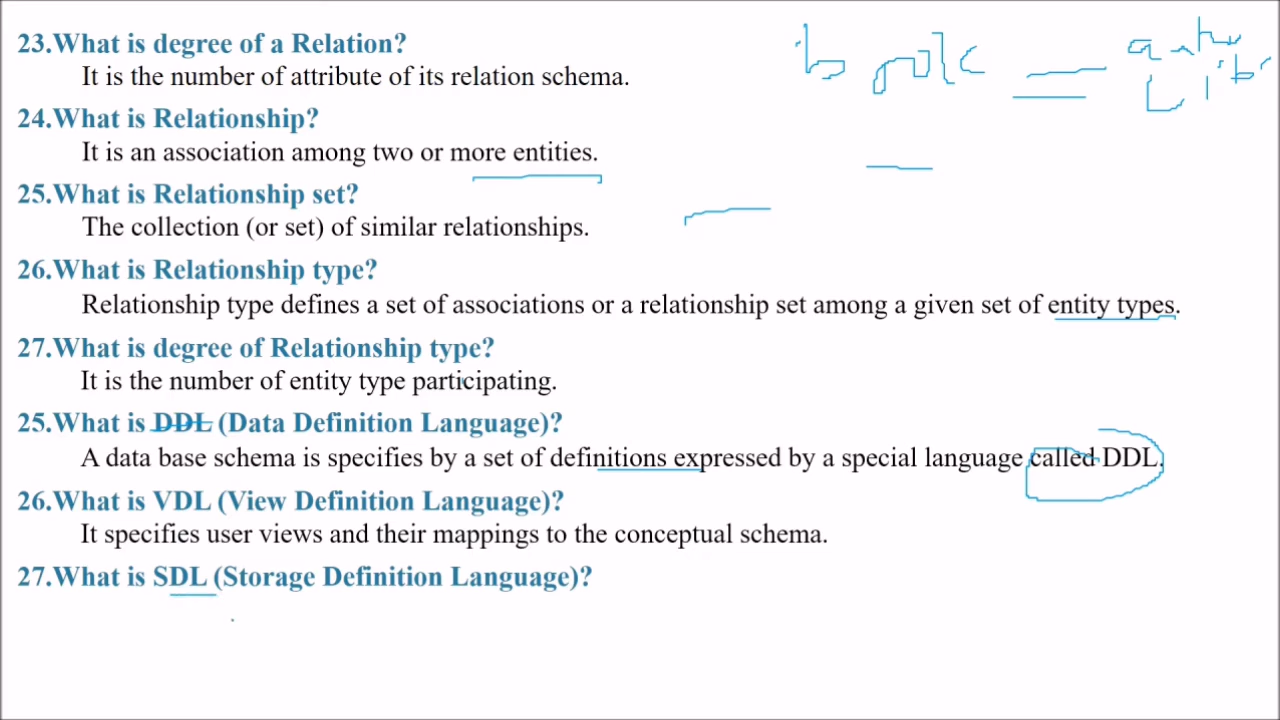 23.What is degree of a Relation?
It is the number of attribute of its relation schema.
24.What is Relationship?
It is an association among two or more entities.
25.What is Relationship set?
The collection (or set) of similar relationships.
26.What is Relationship type?
Relationship type defines a set of associations or a relationship set among a given set of entity types.
27.What is degree of Relationship type?
It is the number of entity type participating.
25.What is DDL (Data Definition Language)?
A data base schema is specifies by a set of definitions expressed by a special language called DDL.
26.What is VDL (View Definition Language)?
It specifies user views and their mappings to the conceptual schema.
27.What is SDL (Storage Definition Language)?